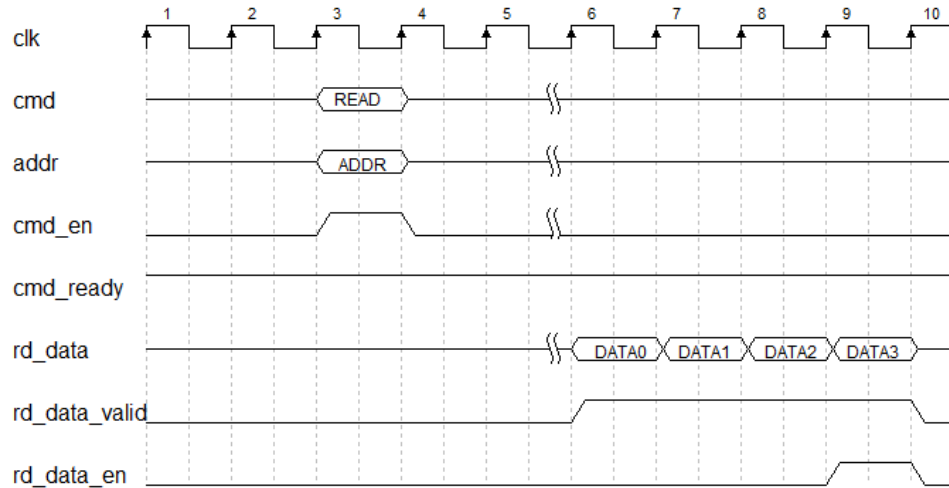 1 2 3 4 5 6 7 8 9 10
clk
cmd READ
addr ADDR
cmd_en
cmd_ready
rd_data DATA0 DATA1 DATA2 DATA3
rd_data_valid
rd_data_en